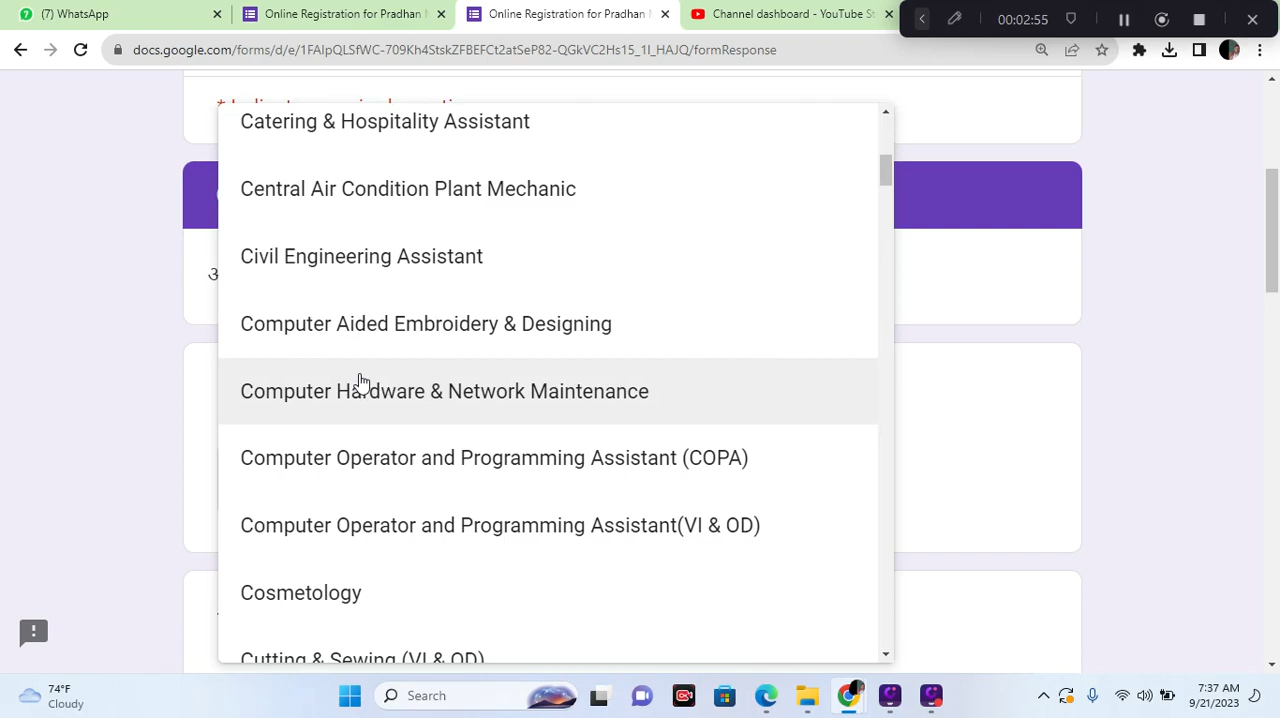 (7) WhatsApp
Online Registration for Pradhan M
Online Registration for Pradhan M
Channel dashboard - YouTube S
00:02:55
docs.google.com/forms/d/e/1FAIpQLSfWC-709Kh4StskZFBEFCt2atSeP82-QGkVC2Hs15_1I_HAJQ/formResponse
Catering & Hospitality Assistant
Central Air Condition Plant Mechanic
Civil Engineering Assistant
Computer Aided Embroidery & Designing
Computer Hardware & Network Maintenance
Computer Operator and Programming Assistant (COPA)
Computer Operator and Programming Assistant(VI & OD)
Cosmetology
Cutting & Sewing (VI & OD)
74°F
Cloudy
Search
7:37 AM
9/21/2023